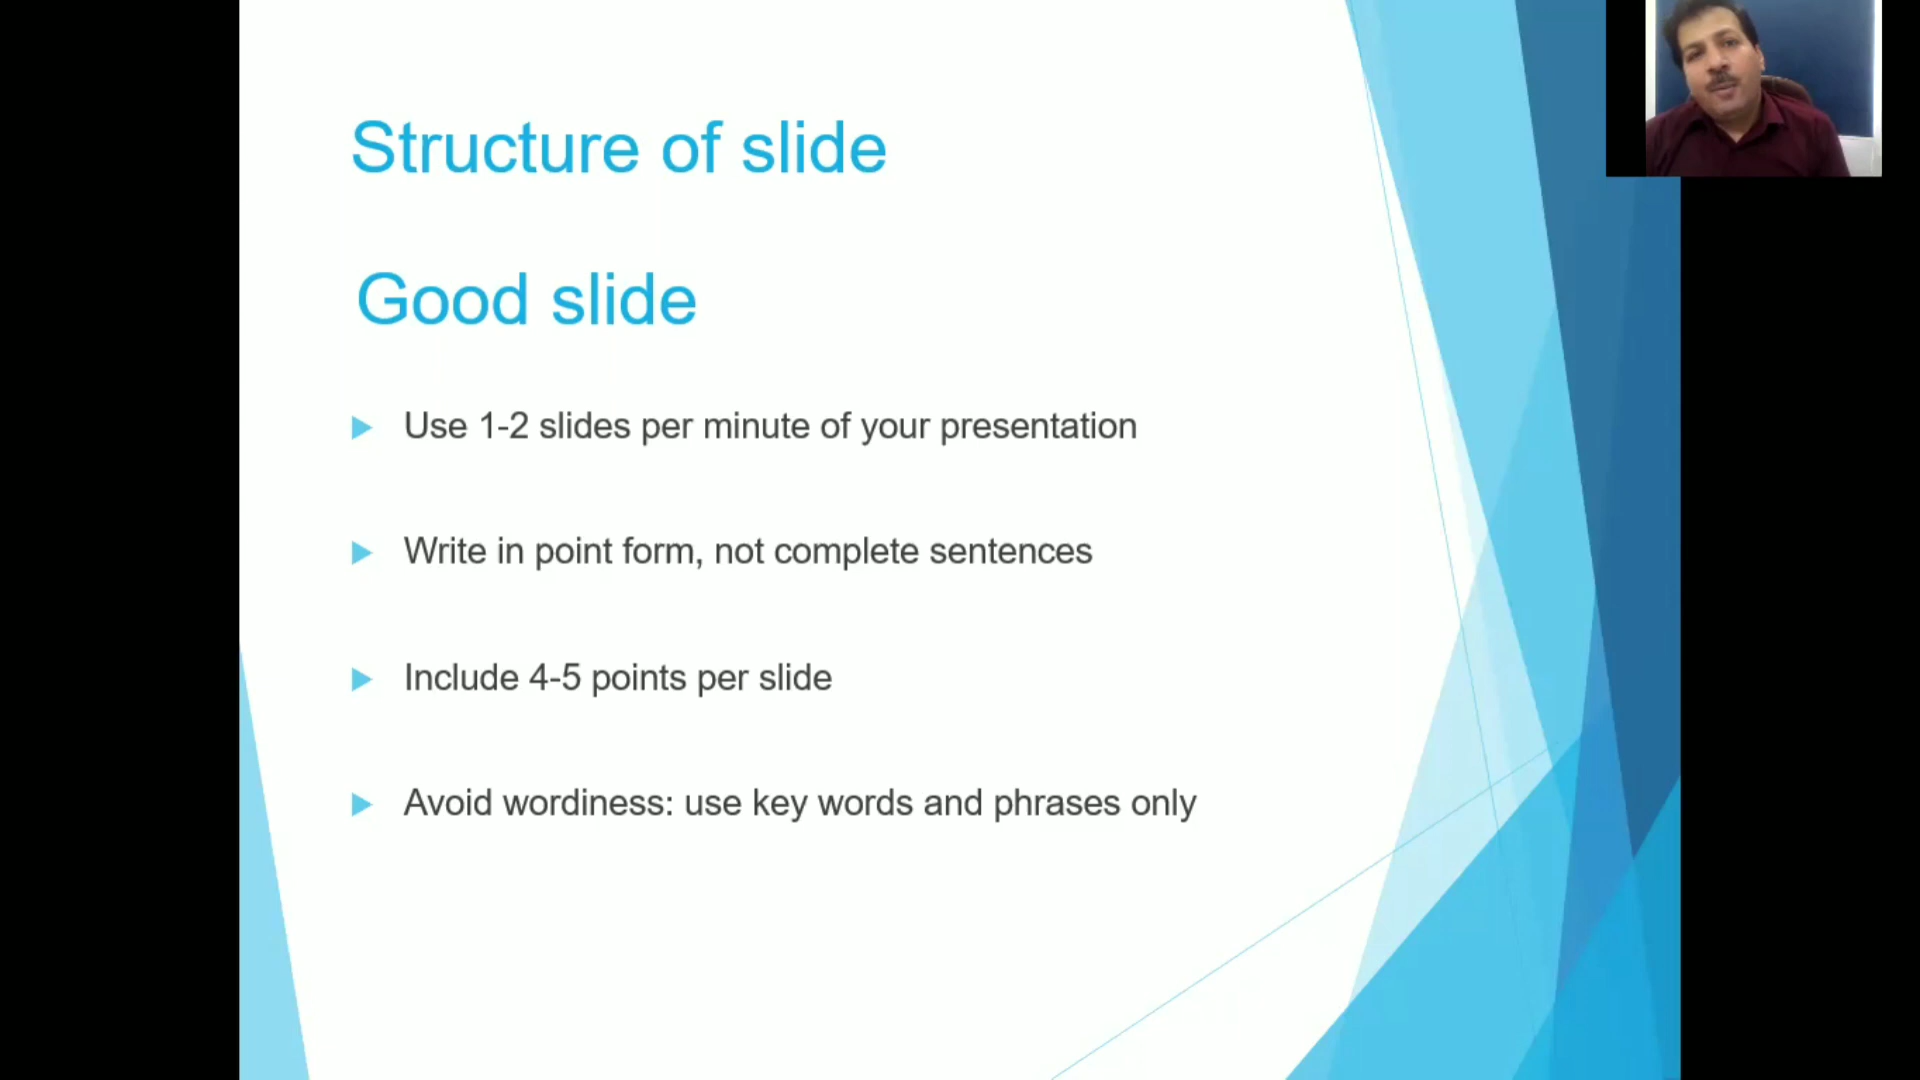 Structure of slide
Good slide
Use 1-2 slides per minute of your presentation
Write in point form, not complete sentences
Include 4-5 points per slide
Avoid wordiness: use key words and phrases only